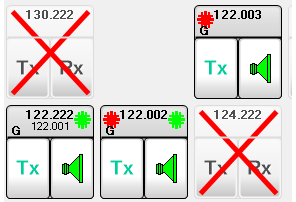 130.222
Tx Rx
122.003
G
Tx
122.222
G 122.001
Tx
122.002
G
Tx
124.222
Tx Rx